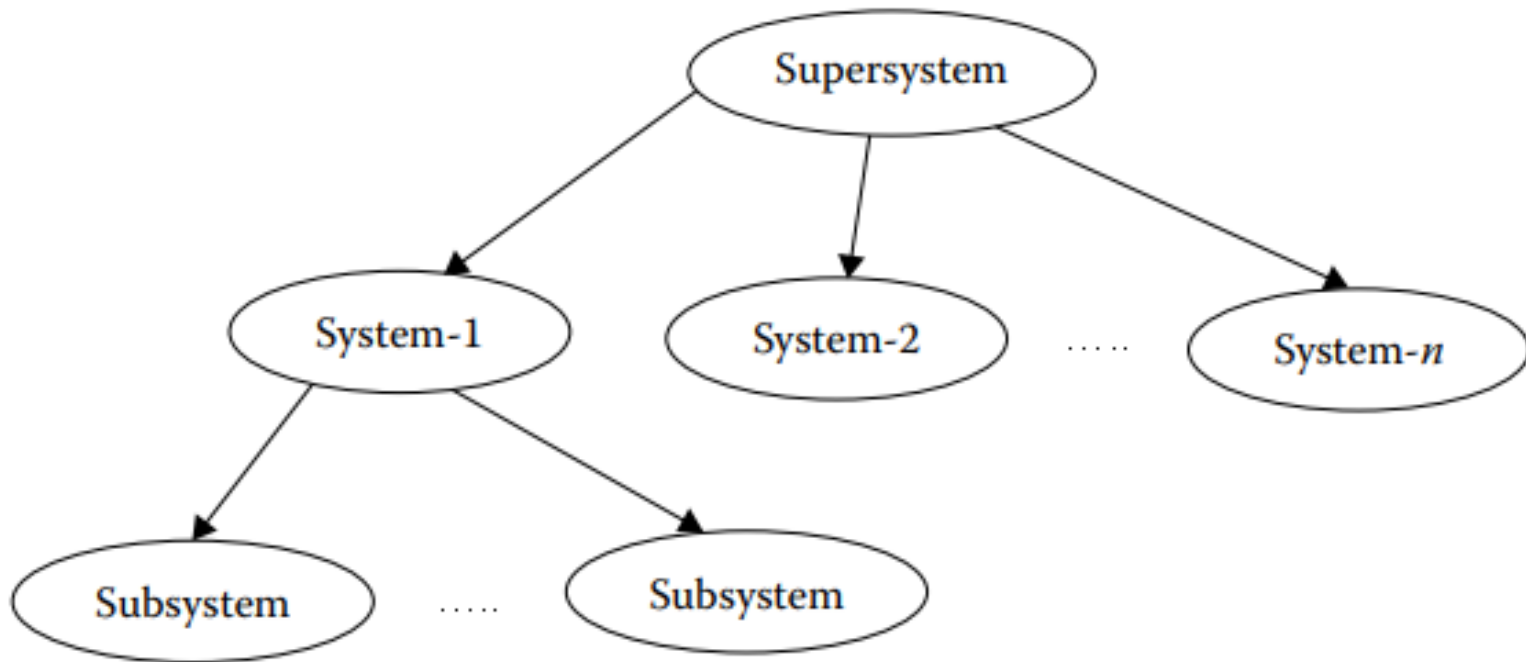 Supersystem
System-1
System-2
.....
System-n
Subsystem
.....
Subsystem